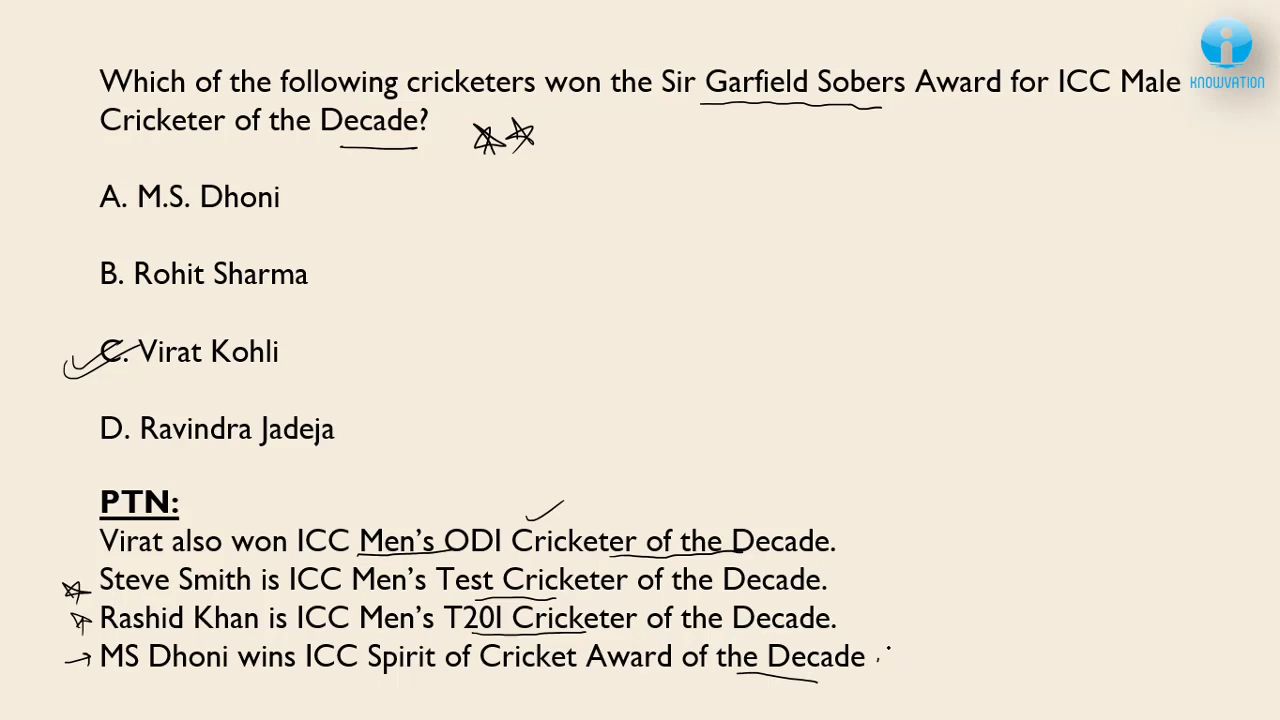 KNOWVATION
Which of the following cricketers won the Sir Garfield Sobers Award for ICC Male
Cricketer of the Decade?
A. M.S. Dhoni
B. Rohit Sharma
C. Virat Kohli
D. Ravindra Jadeja
PTN:
Virat also won ICC Men's ODI Cricketer of the Decade.
Steve Smith is ICC Men's Test Cricketer of the Decade.
Rashid Khan is ICC Men's T20I Cricketer of the Decade.
MS Dhoni wins ICC Spirit of Cricket Award of the Decade